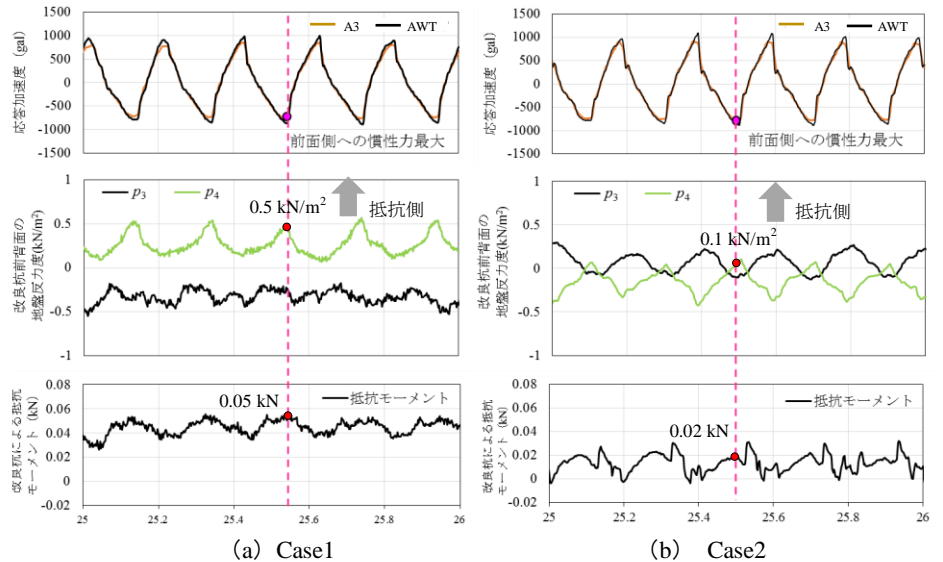 1500
1000
500
0
-500
-1000
-1500
応答加速度 (gal)
A3
AWT
前面側への慣性力最大
1
0.5
0
-0.5
-1
改良杭前背面の
地盤反力度(kN/m²)
p₃
p₄
0.5 kN/m²
抵抗側
0.08
0.06
0.04
0.02
0
-0.02
改良杭による抵抗
モーメント (kN)
抵抗モーメント
0.05 kN
25
25.2
25.4
25.6
25.8
26
(a) Case1
1500
1000
500
0
-500
-1000
-1500
応答加速度 (gal)
A3
AWT
前面側への慣性力最大
1
0.5
0
-0.5
-1
改良杭前背面の
地盤反力度(kN/m²)
p₃
p₄
0.1 kN/m²
抵抗側
0.08
0.06
0.04
0.02
0
-0.02
改良杭による抵抗
モーメント (kN)
抵抗モーメント
0.02 kN
25
25.2
25.4
25.6
25.8
26
(b) Case2